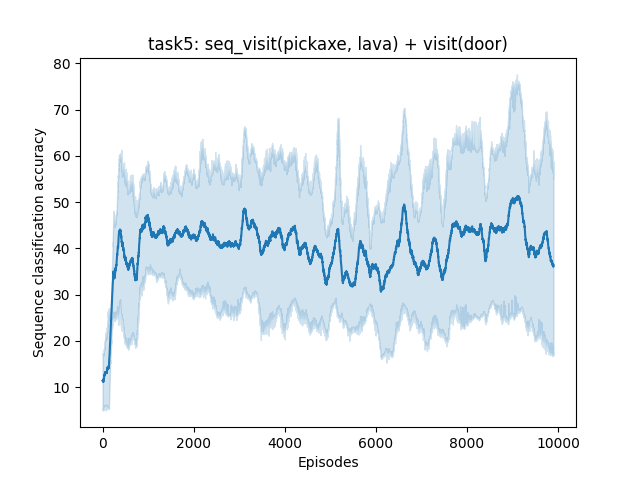 task5: seq_visit(pickaxe, lava) + visit(door)
Sequence classification accuracy
80
70
60
50
40
30
20
10
0 2000 4000 6000 8000 10000
Episodes